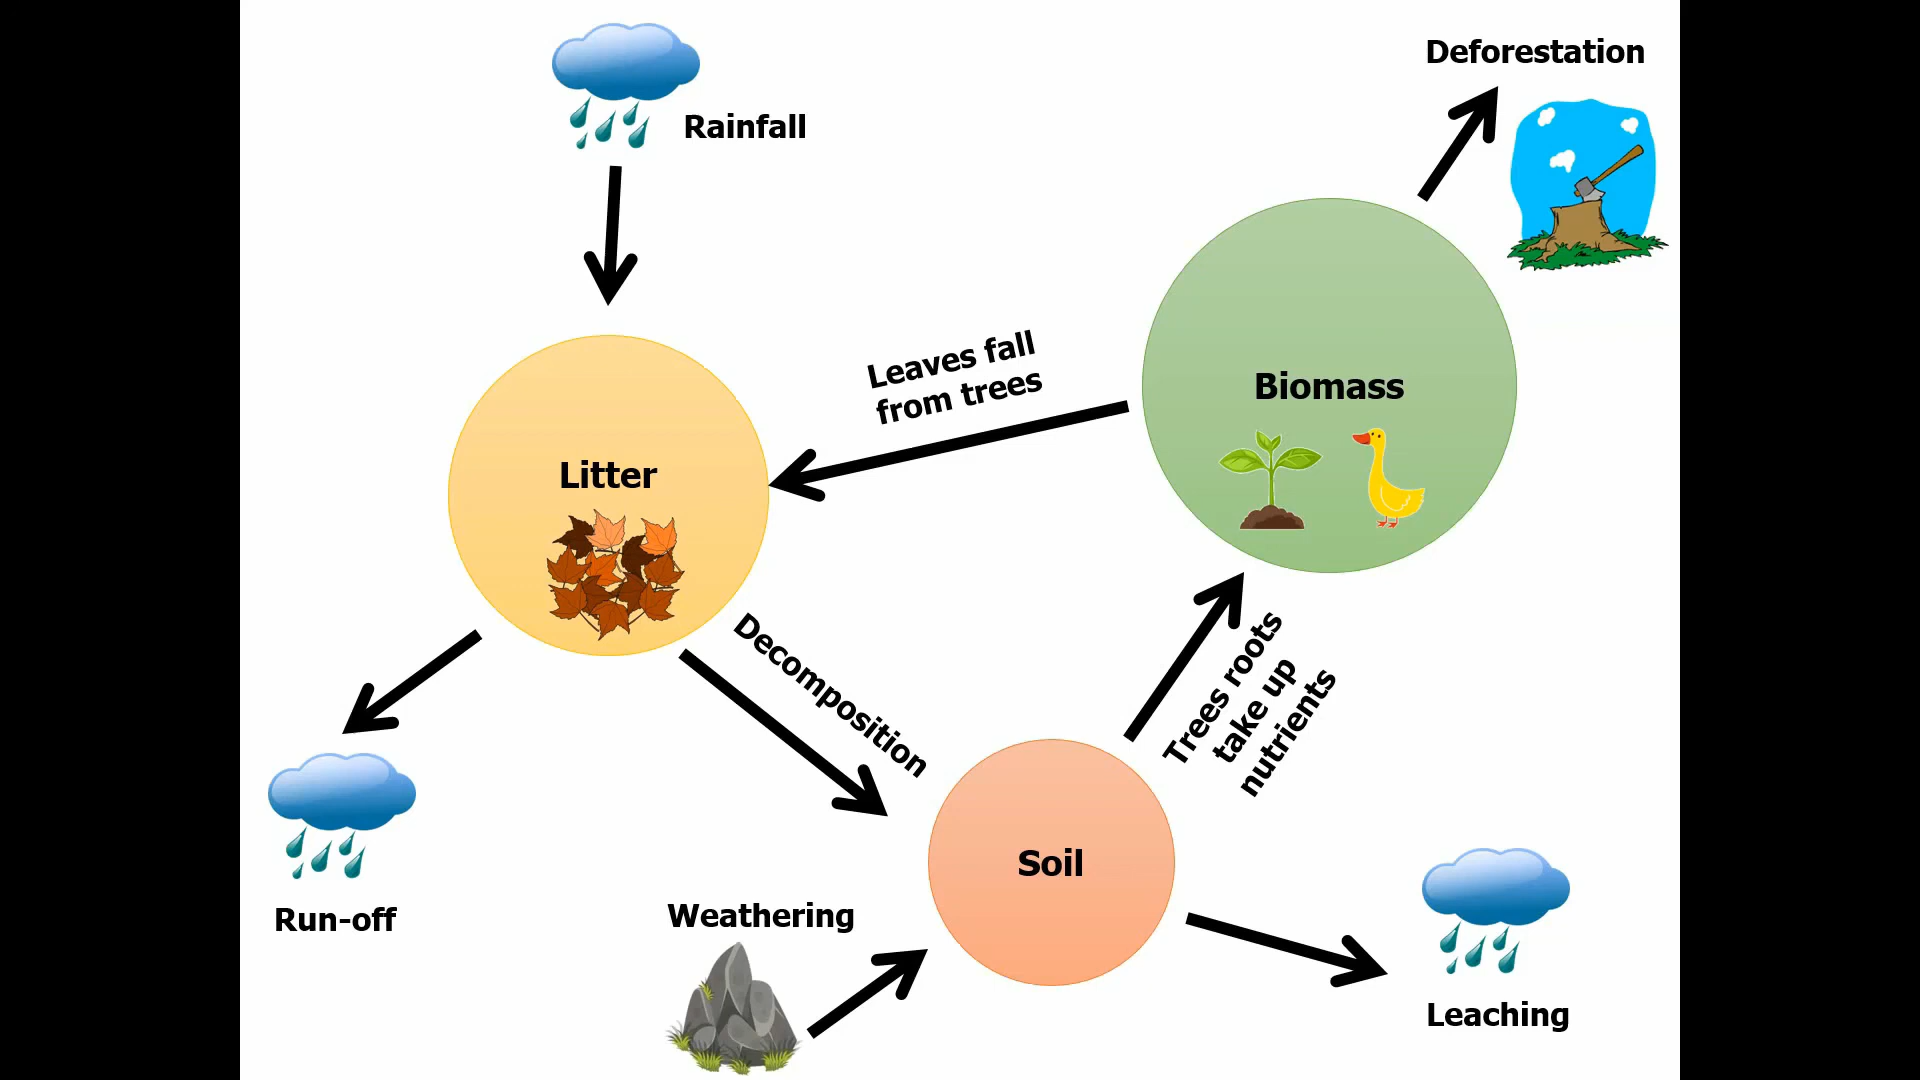 Deforestation
Rainfall
Leaves fall
from trees
Biomass
Litter
Decomposition
Trees roots
take up
nutrients
Soil
Weathering
Run-off
Leaching